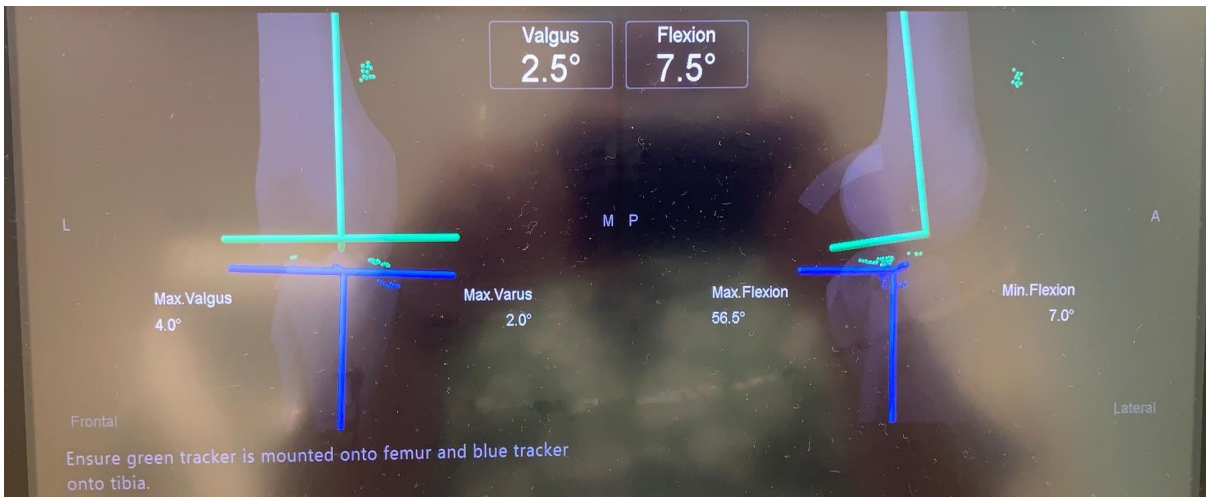 Valgus
2.5°
Flexion
7.5°
L
M
P
A
Max.Valgus
4.0°
Max.Varus
2.0°
Max.Flexion
56.5°
Min.Flexion
7.0°
Frontal
Lateral
Ensure green tracker is mounted onto femur and blue tracker
onto tibia.